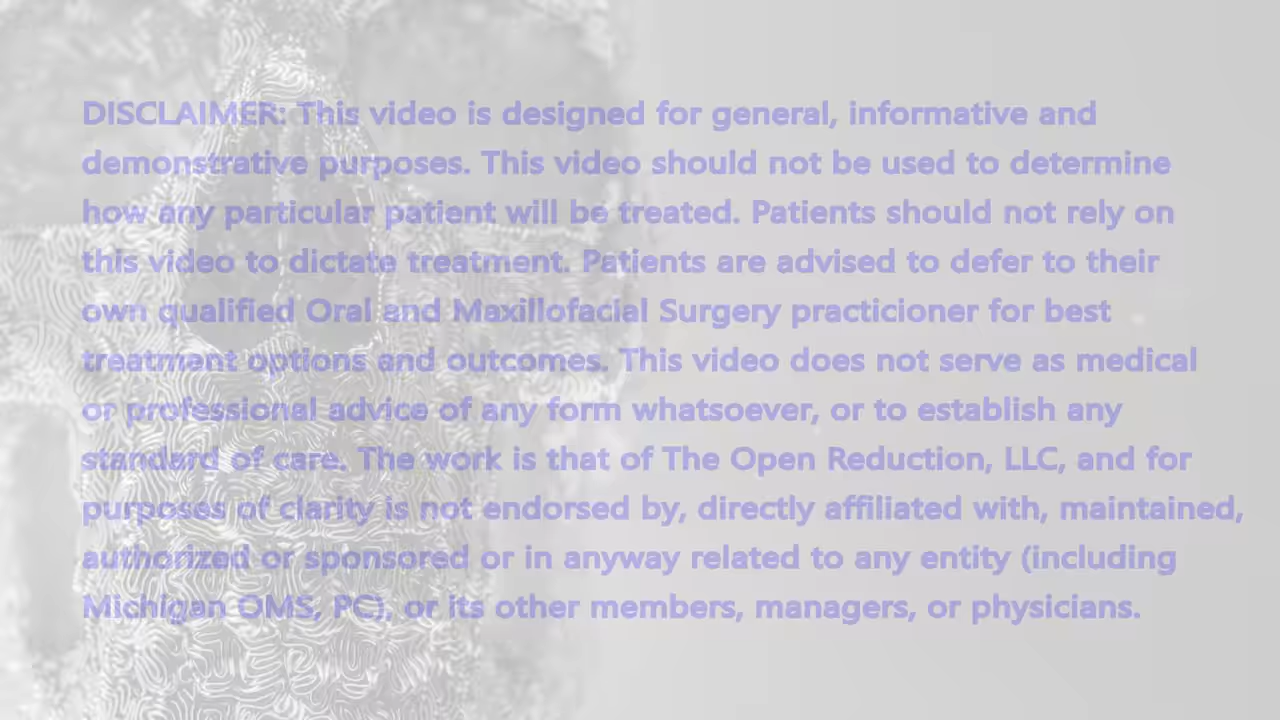 DISCLAIMER: This video is designed for general, informative and
demonstrative purposes. This video should not be used to determine
how any particular patient will be treated. Patients should not rely on
this video to dictate treatment. Patients are advised to defer to their
own qualified Oral and Maxillofacial Surgery practicioner for best
treatment options and outcomes. This video does not serve as medical
or professional advice of any form whatsoever, or to establish any
standard of care. The work is that of The Open Reduction, LLC, and for
purposes of clarity is not endorsed by, directly affiliated with, maintained,
authorized or sponsored or in anyway related to any entity (including
Michigan OMS, PC), or its other members, managers, or physicians.